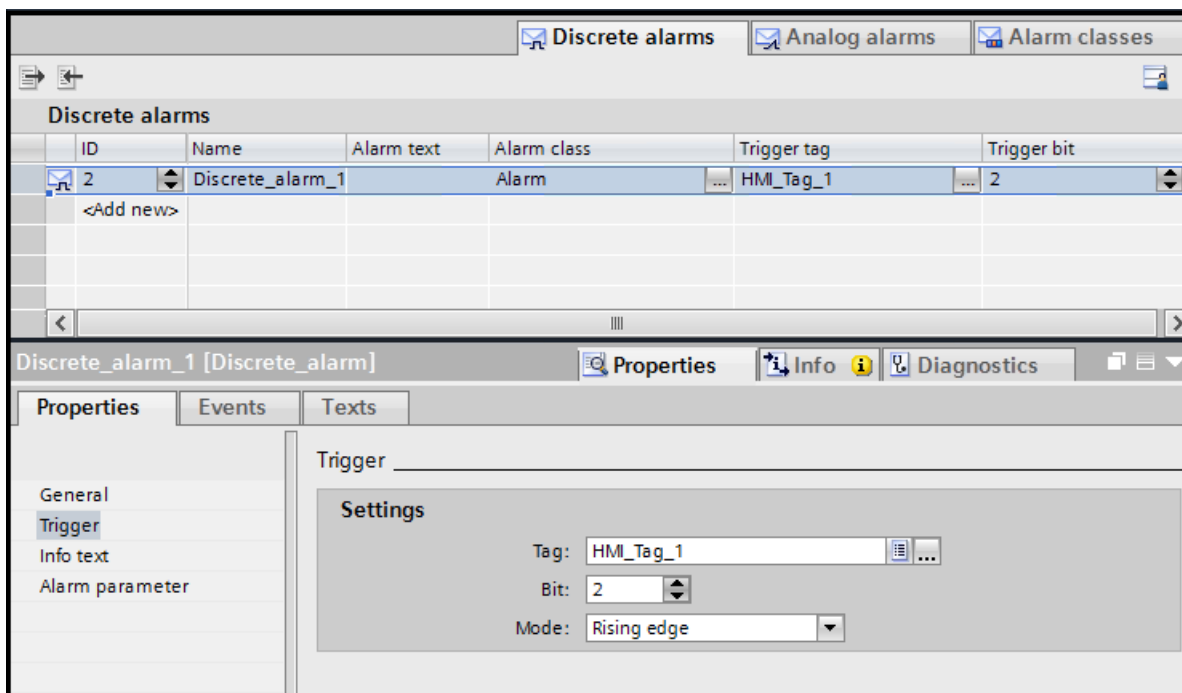 Discrete alarms Analog alarms Alarm classes
Discrete alarms
ID Name Alarm text Alarm class Trigger tag Trigger bit
2 Discrete_alarm_1 Alarm ... HMI_Tag_1 ... 2
<Add new>
Discrete_alarm_1 [Discrete_alarm] Properties Info Diagnostics
Properties Events Texts
Trigger
General
Settings
Trigger
Tag: HMI_Tag_1 ...
Info text
Bit: 2
Alarm parameter
Mode: Rising edge